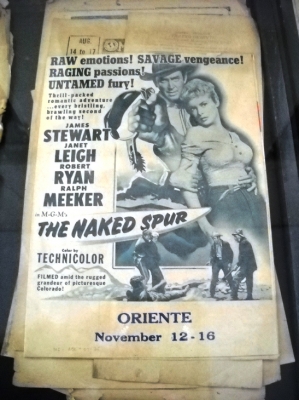 AUG
14 to 17
RAW emotions! SAVAGE vengeance!
RAGING passions!
UNTAMED fury!
Thrill-packed
romantic adventure
...every bristling,
brawling second
of the way!
JAMES
STEWART
JANET
LEIGH
ROBERT
RYAN
RALPH
MEEKER
in M-G-M's
THE NAKED SPUR
Color by
TECHNICOLOR
FILMED amid the rugged
grandeur of picturesque
Colorado!
ORIENTE
November 12-16